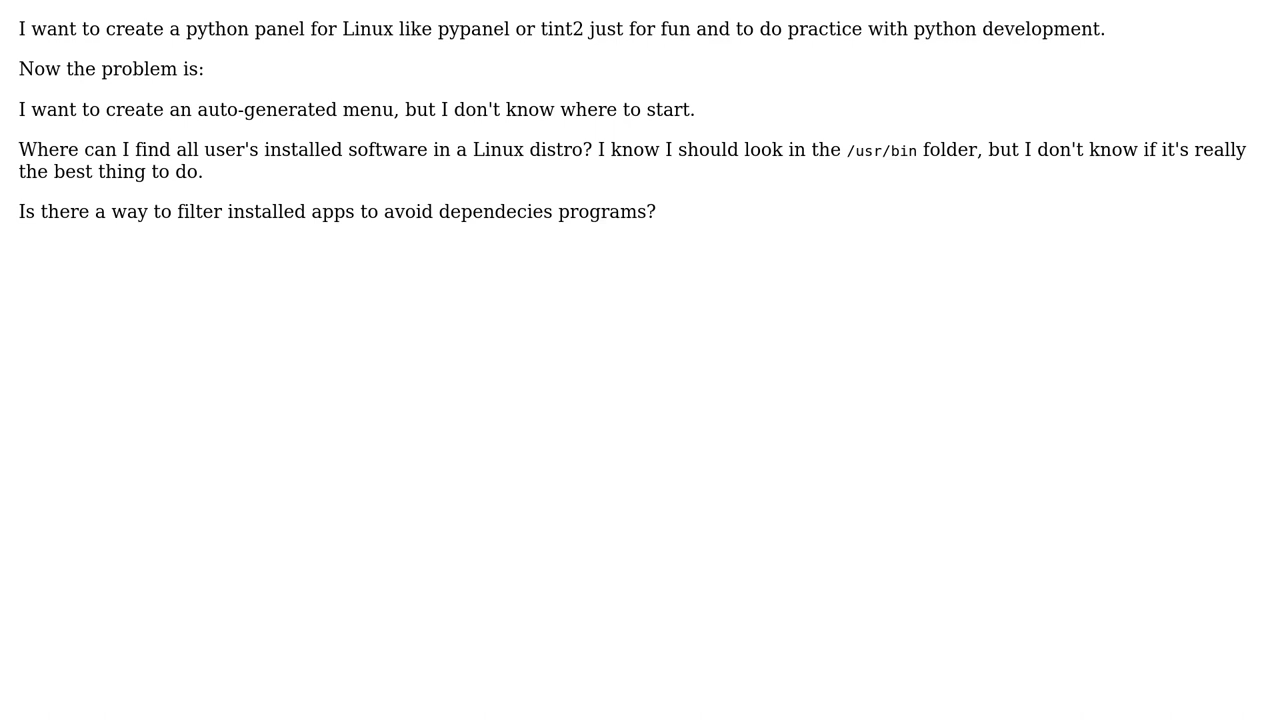 I want to create a python panel for Linux like pypanel or tint2 just for fun and to do practice with python development.
Now the problem is:
I want to create an auto-generated menu, but I don't know where to start.
Where can I find all user's installed software in a Linux distro? I know I should look in the /usr/bin folder, but I don't know if it's really
the best thing to do.
Is there a way to filter installed apps to avoid dependecies programs?